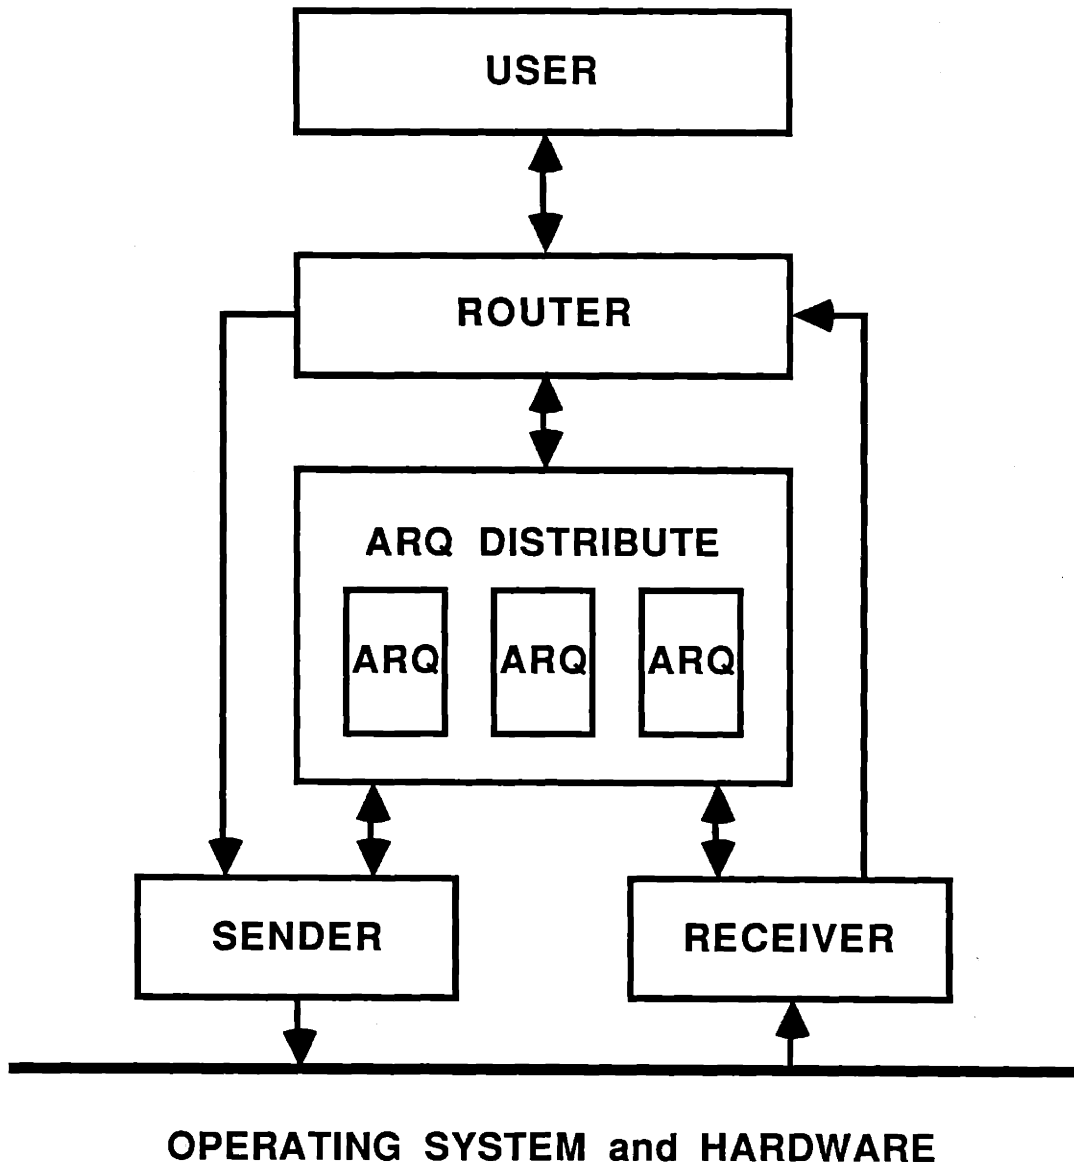 USER
ROUTER
ARQ DISTRIBUTE
ARQ ARQ ARQ
SENDER
RECEIVER
OPERATING SYSTEM and HARDWARE